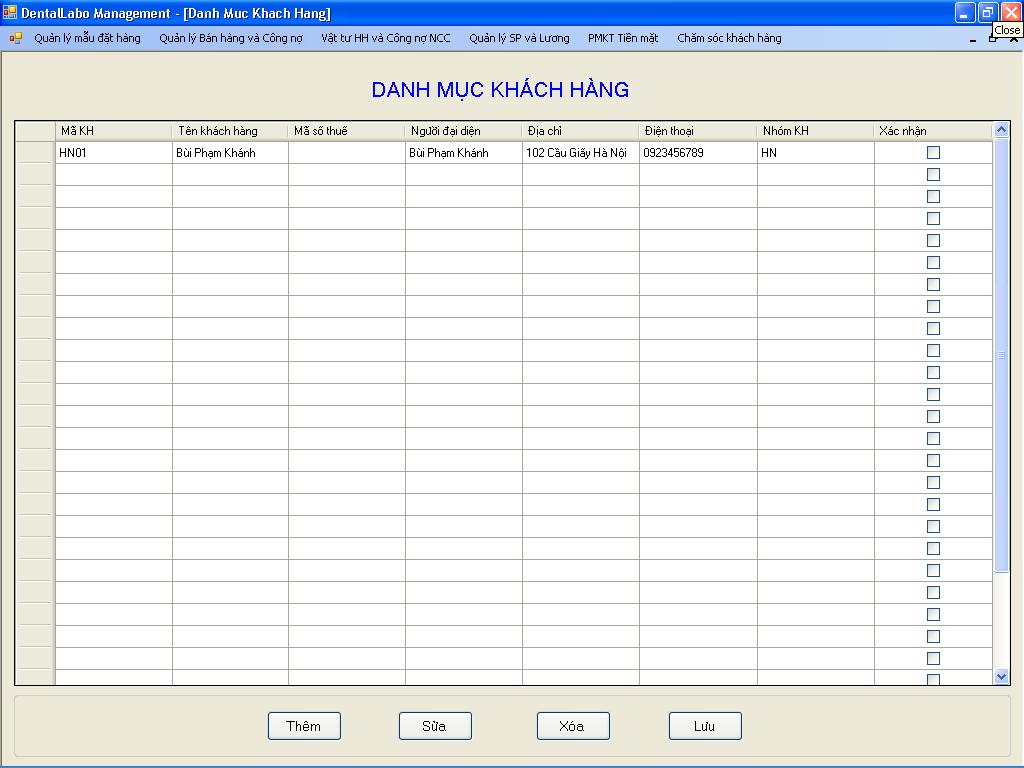 DentalLabo Management - [Danh Muc Khach Hang]
Close
Quản lý mẫu đặt hàng Quản lý Bán hàng và Công nợ Vật tư HH và Công nợ NCC Quản lý SP và Lương PMKT Tiền mặt Chăm sóc khách hàng
DANH MỤC KHÁCH HÀNG
Mã KH Tên khách hàng Mã số thuế Người đại diện Địa chỉ Điện thoại Nhóm KH Xác nhận
HN01 Bùi Phạm Khánh Bùi Phạm Khánh 102 Cầu Giấy Hà Nội 0923456789 HN
Thêm Sửa Xóa Lưu